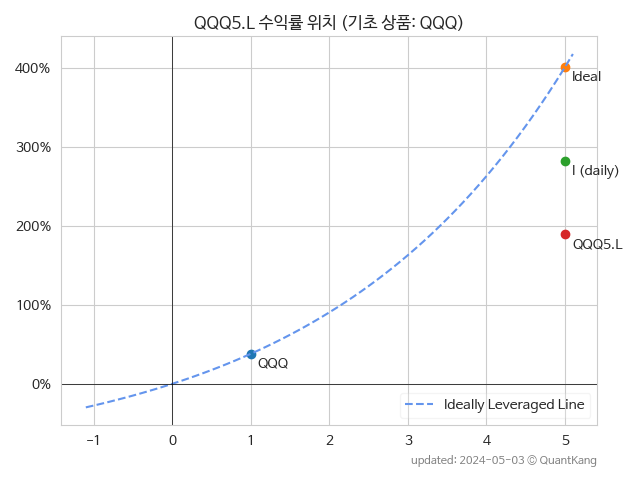 QQQ5.L 수익률 위치 (기초 상품: QQQ)
400%
300%
200%
100%
0%
Ideal
I (daily)
QQQ5.L
QQQ
Ideally Leveraged Line
−1
0
1
2
3
4
5
updated: 2024-05-03 © QuantKang